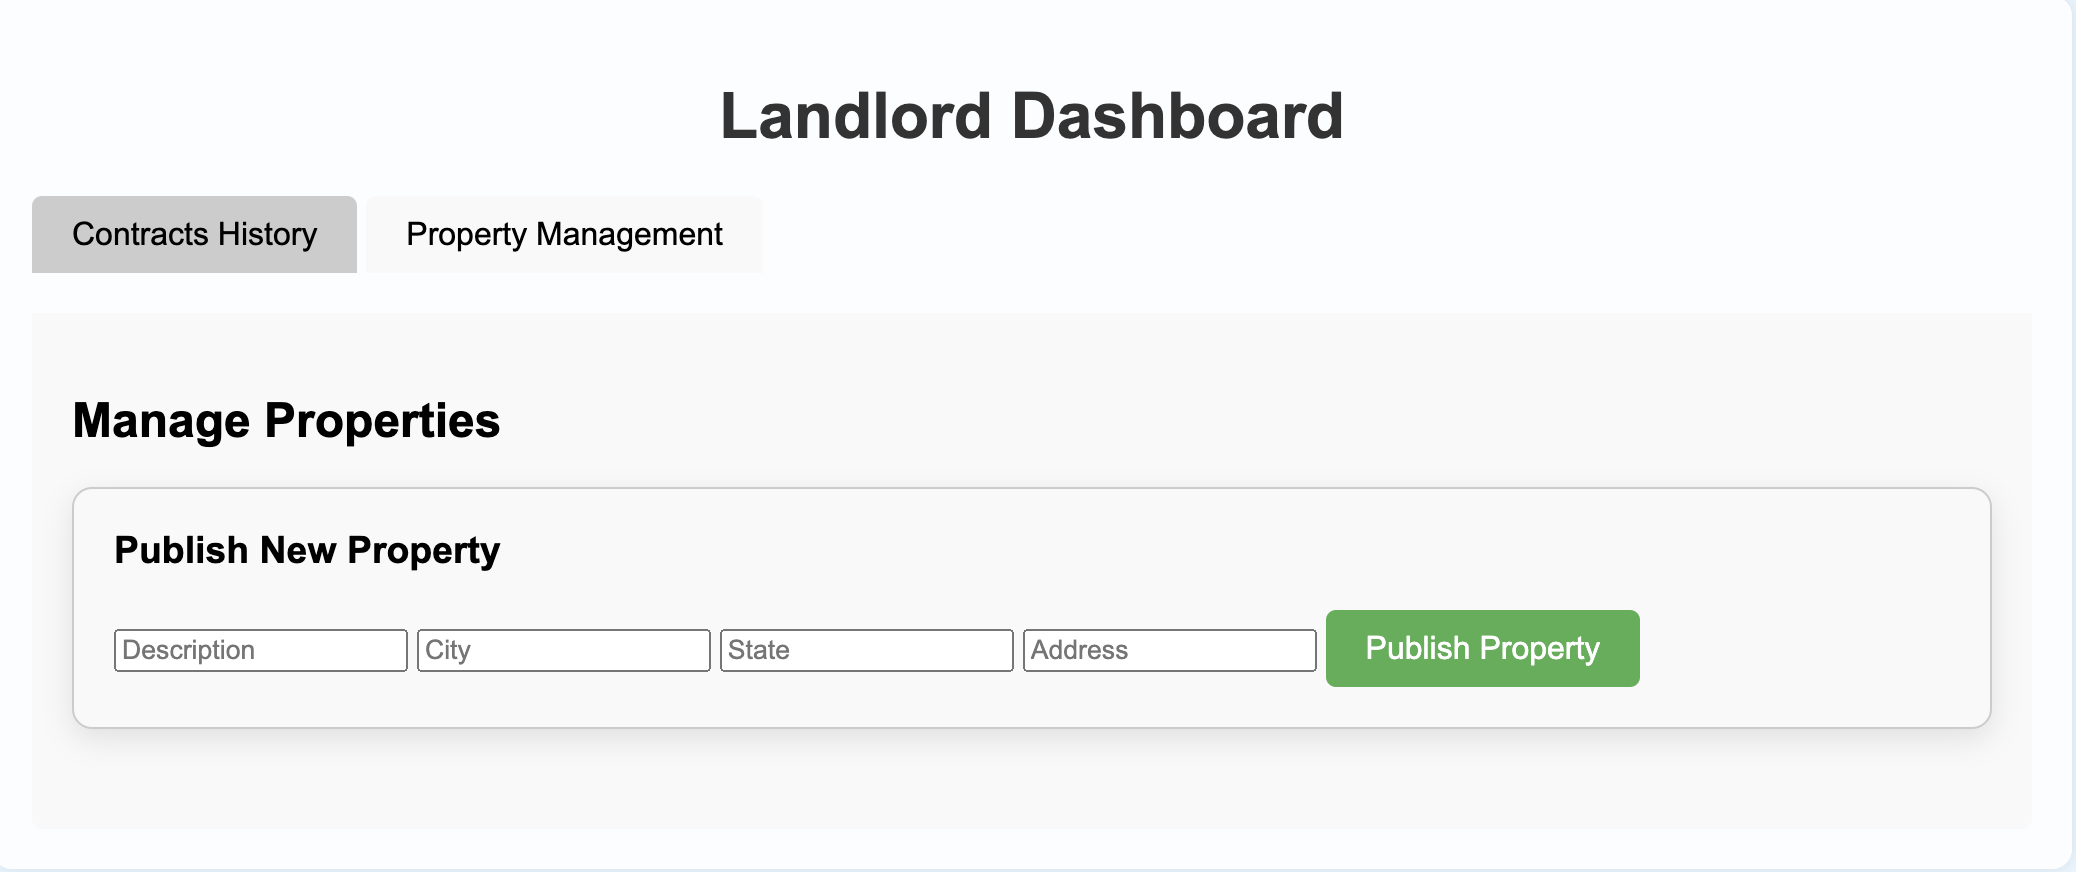 Landlord Dashboard
Contracts History Property Management
Manage Properties
Publish New Property
Description City State Address Publish Property